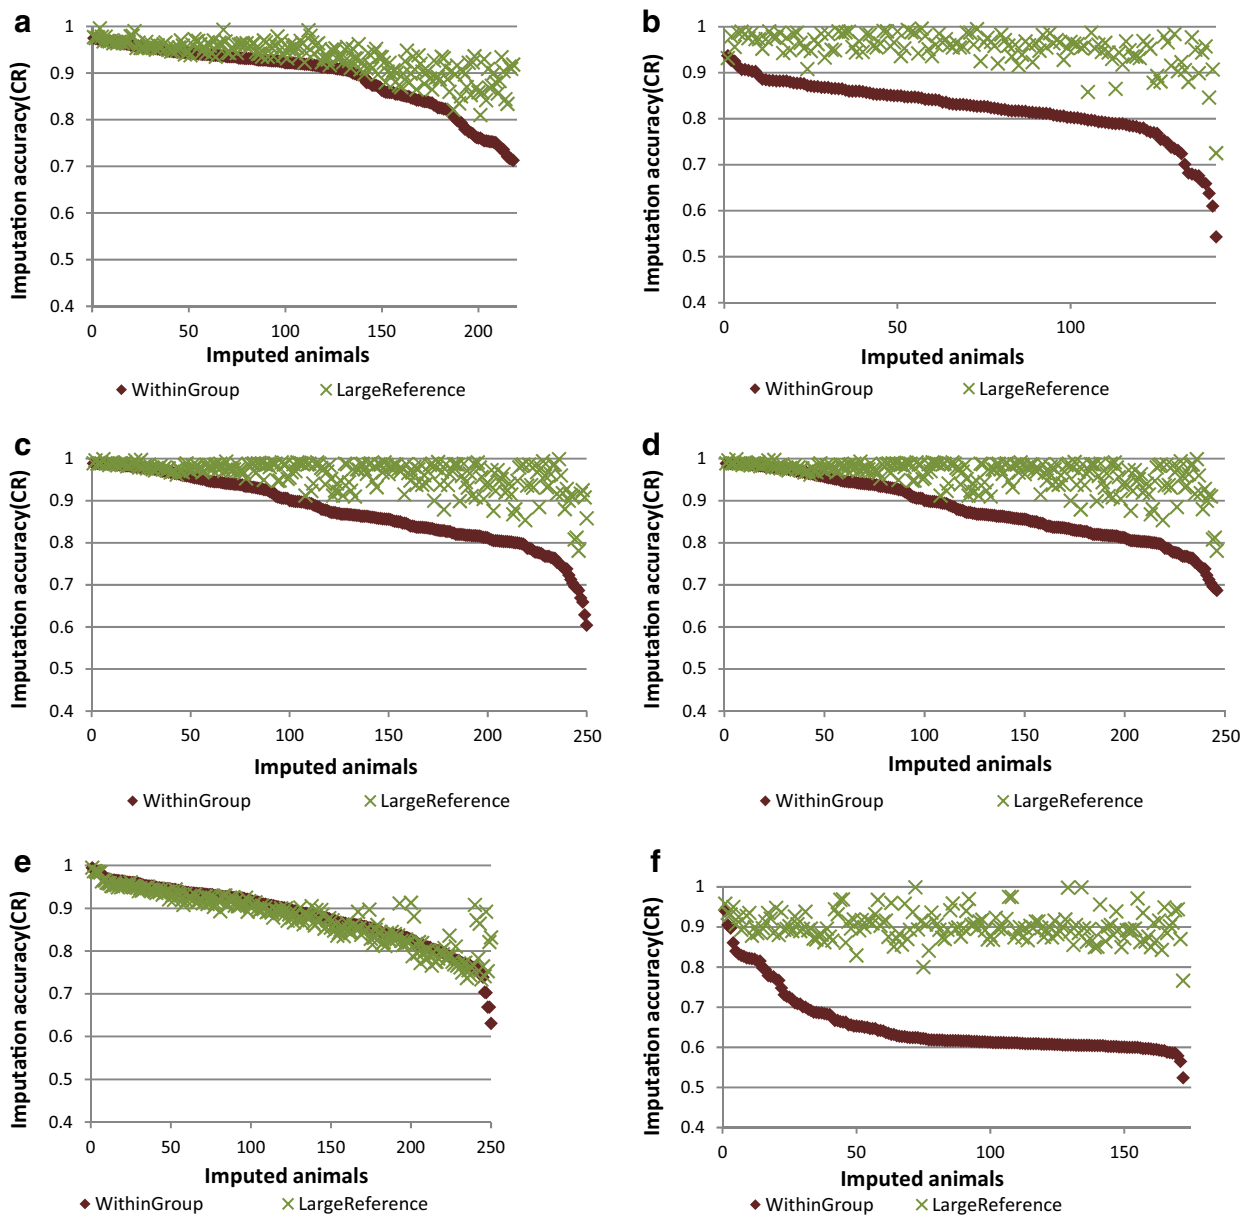 a
Imputation accuracy(CR)
1
0.9
0.8
0.7
0.6
0.5
0.4
0 50 100 150 200
Imputed animals
WithinGroup LargeReference
b
Imputation accuracy(CR)
1
0.9
0.8
0.7
0.6
0.5
0.4
0 50 100
Imputed animals
WithinGroup LargeReference
c
Imputation accuracy(CR)
1
0.9
0.8
0.7
0.6
0.5
0.4
0 50 100 150 200 250
Imputed animals
WithinGroup LargeReference
d
Imputation accuracy(CR)
1
0.9
0.8
0.7
0.6
0.5
0.4
0 50 100 150 200 250
Imputed animals
WithinGroup LargeReference
e
Imputation accuracy(CR)
1
0.9
0.8
0.7
0.6
0.5
0.4
0 50 100 150 200 250
Imputed animals
WithinGroup LargeReference
f
Imputation accuracy(CR)
1
0.9
0.8
0.7
0.6
0.5
0.4
0 50 100 150
Imputed animals
WithinGroup LargeReference